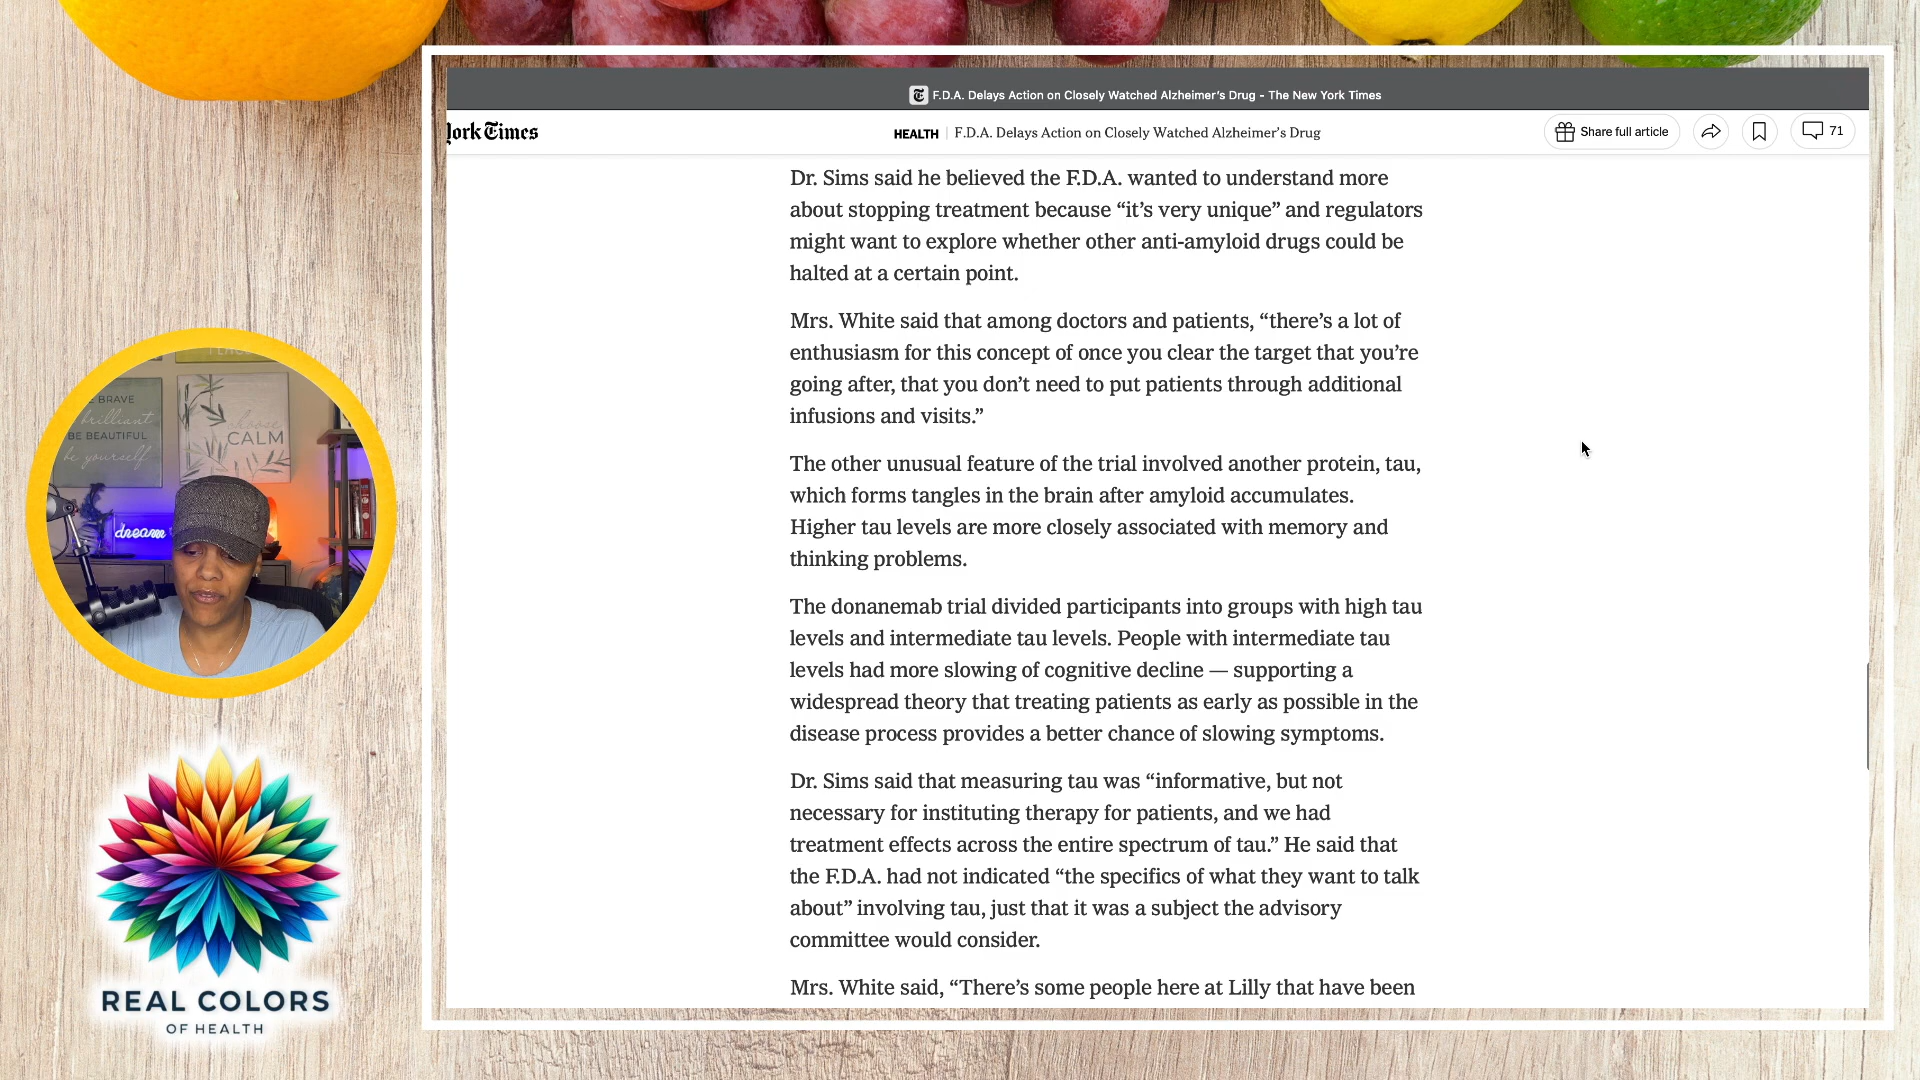 F.D.A. Delays Action on Closely Watched Alzheimer's Drug - The New York Times
York Times
HEALTH | F.D.A. Delays Action on Closely Watched Alzheimer's Drug
Share full article
71
Dr. Sims said he believed the F.D.A. wanted to understand more
about stopping treatment because “it’s very unique” and regulators
might want to explore whether other anti-amyloid drugs could be
halted at a certain point.
Mrs. White said that among doctors and patients, “there’s a lot of
enthusiasm for this concept of once you clear the target that you’re
going after, that you don’t need to put patients through additional
infusions and visits.”
The other unusual feature of the trial involved another protein, tau,
which forms tangles in the brain after amyloid accumulates.
Higher tau levels are more closely associated with memory and
thinking problems.
The donanemab trial divided participants into groups with high tau
levels and intermediate tau levels. People with intermediate tau
levels had more slowing of cognitive decline — supporting a
widespread theory that treating patients as early as possible in the
disease process provides a better chance of slowing symptoms.
Dr. Sims said that measuring tau was “informative, but not
necessary for instituting therapy for patients, and we had
treatment effects across the entire spectrum of tau.” He said that
the F.D.A. had not indicated “the specifics of what they want to talk
about” involving tau, just that it was a subject the advisory
committee would consider.
Mrs. White said, “There’s some people here at Lilly that have been
BRAVE
brilliant
BE BEAUTIFUL
be yourself
choose
CALM
dream
REAL COLORS
OF HEALTH